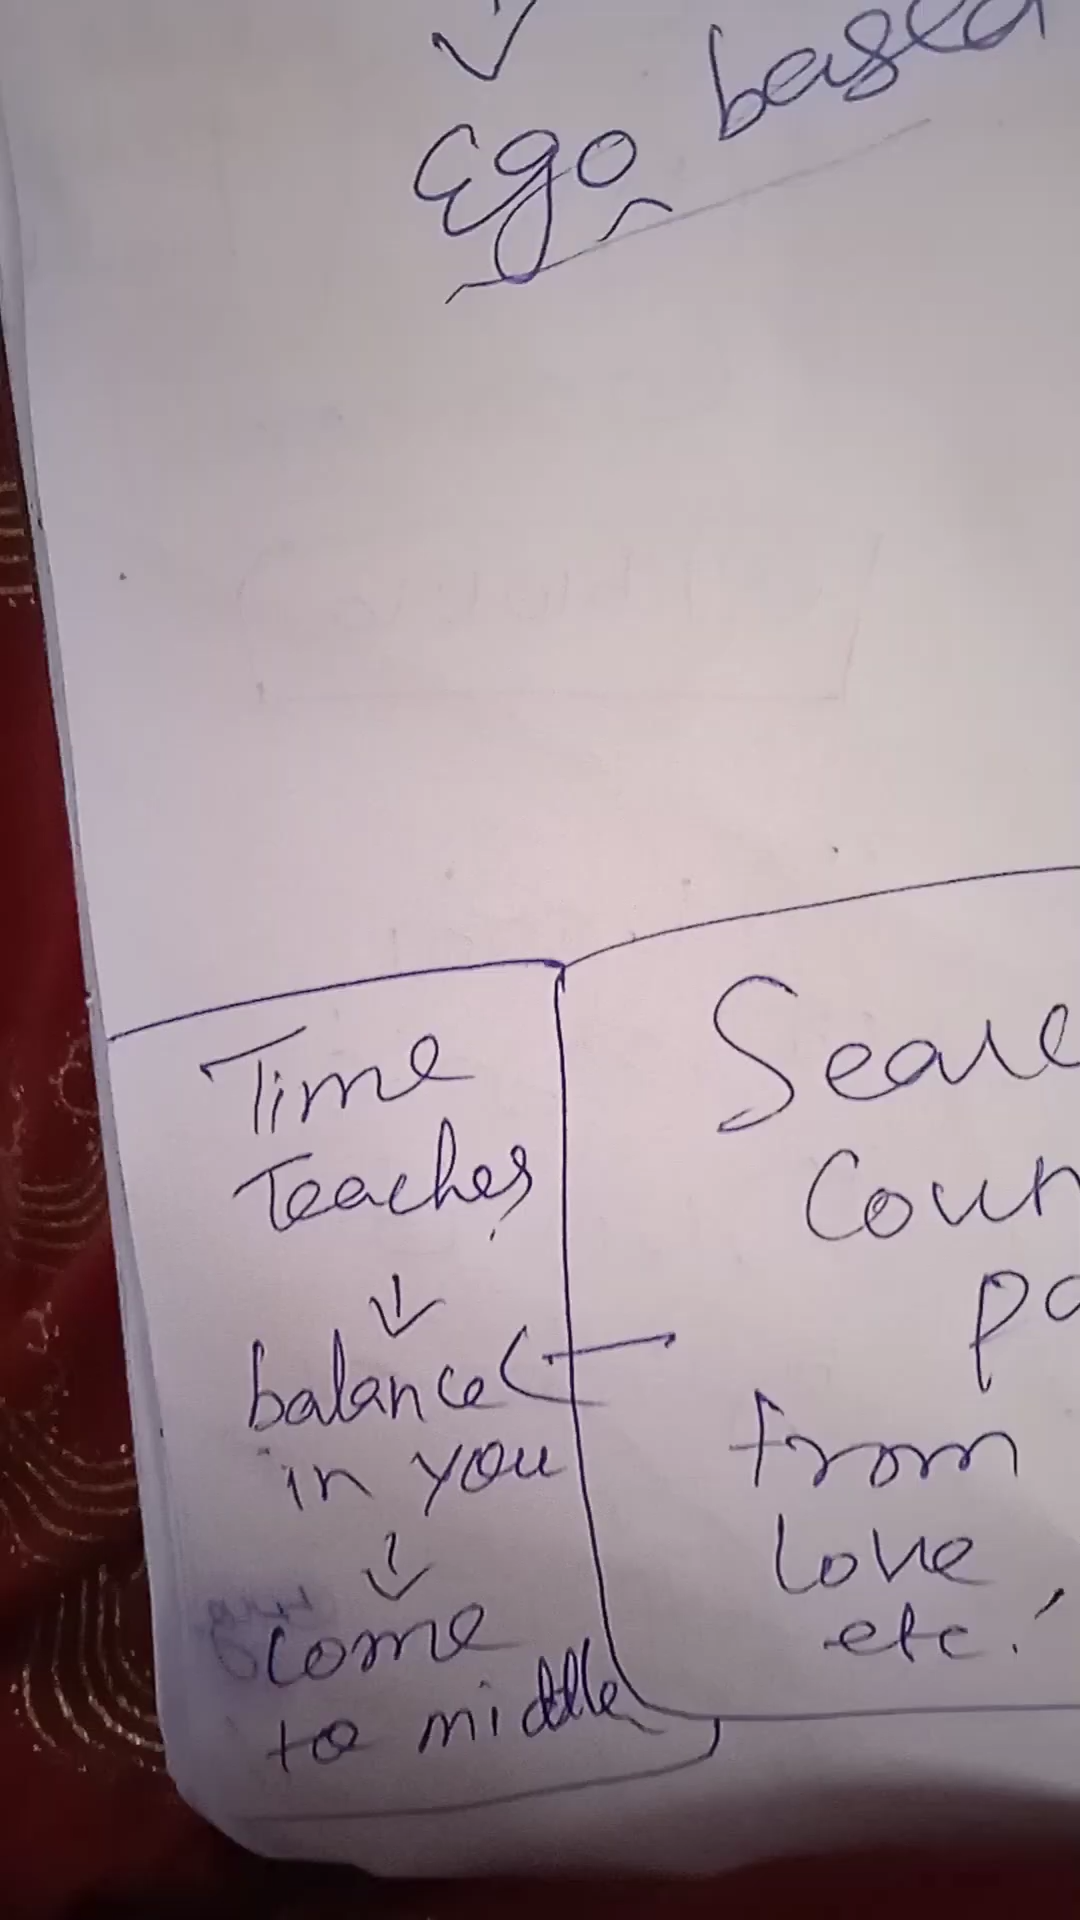 Ego based
Time
Teaches
balance
in you
come
to middle
from
love
etc.